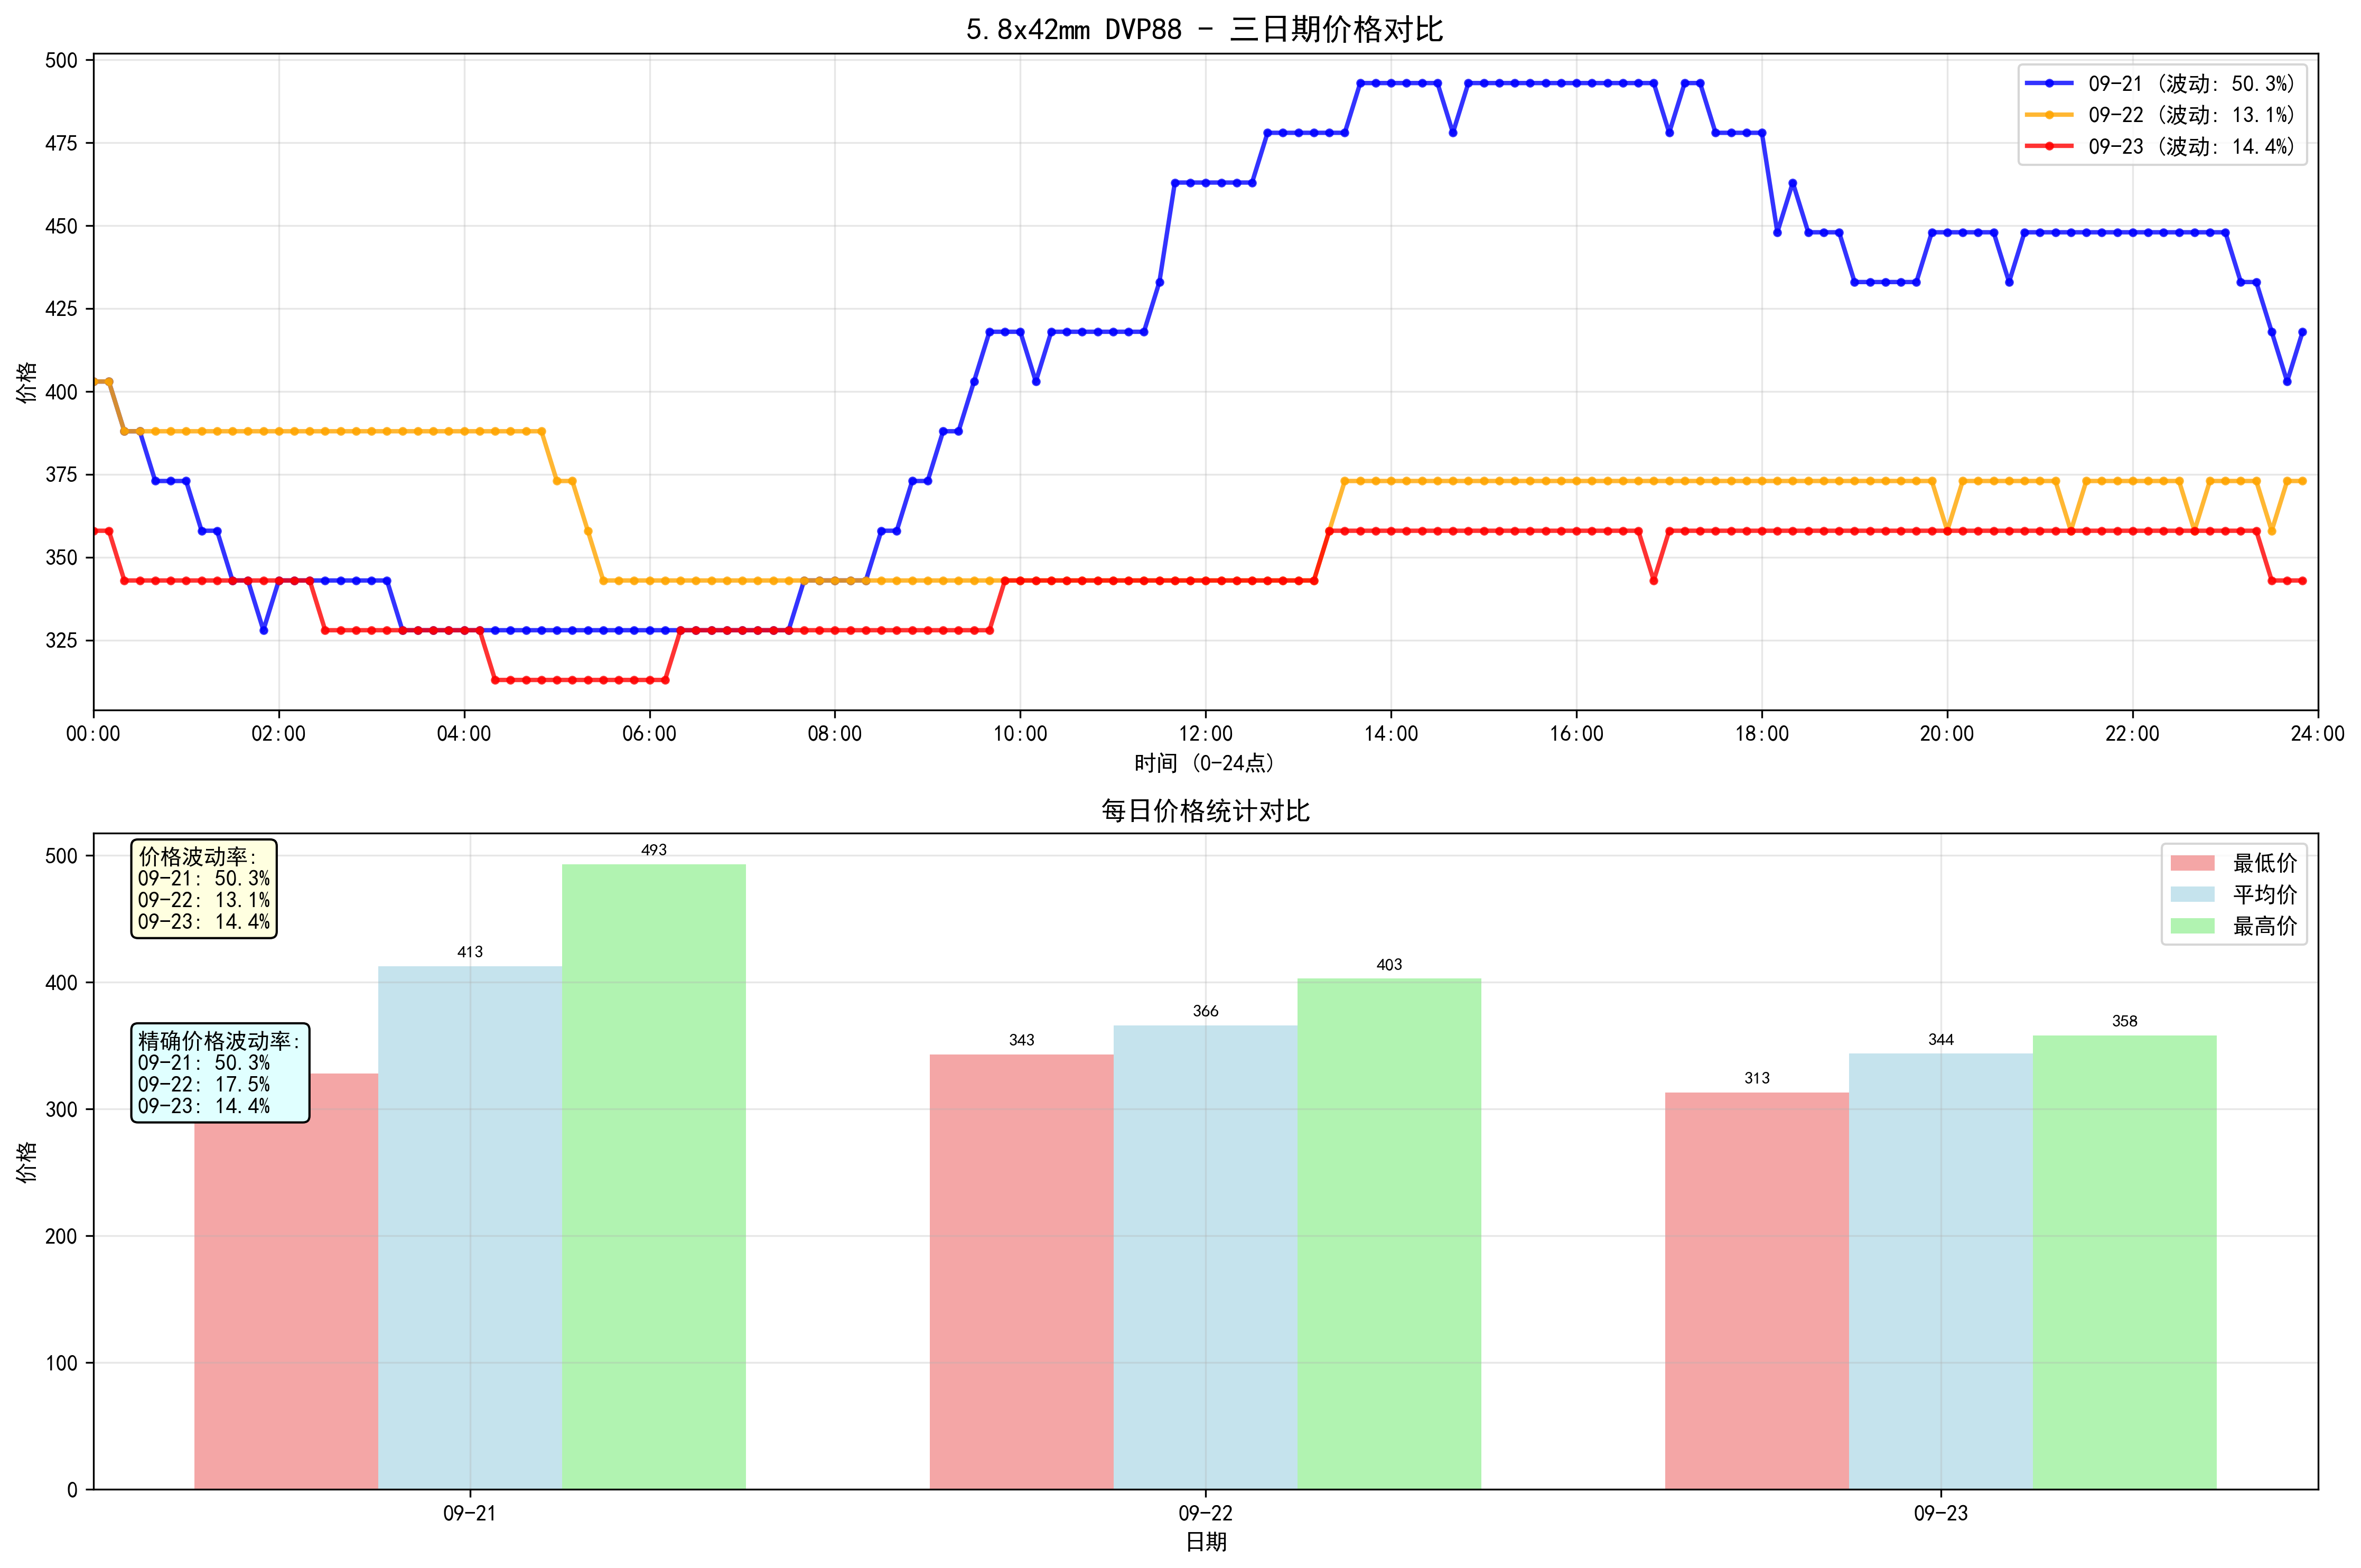 5.8x42mm DVP88 - 三日期价格对比
500
475
450
425
400
375
350
325
价格
09-21 (波动: 50.3%)
09-22 (波动: 13.1%)
09-23 (波动: 14.4%)
00:00 02:00 04:00 06:00 08:00 10:00 12:00 14:00 16:00 18:00 20:00 22:00 24:00
时间 (0-24点)
每日价格统计对比
500
400
300
200
100
0
价格
价格波动率:
09-21: 50.3%
09-22: 13.1%
09-23: 14.4%
精确价格波动率:
09-21: 50.3%
09-22: 17.5%
09-23: 14.4%
413
493
343
366
403
313
344
358
最低价
平均价
最高价
09-21 09-22 09-23
日期